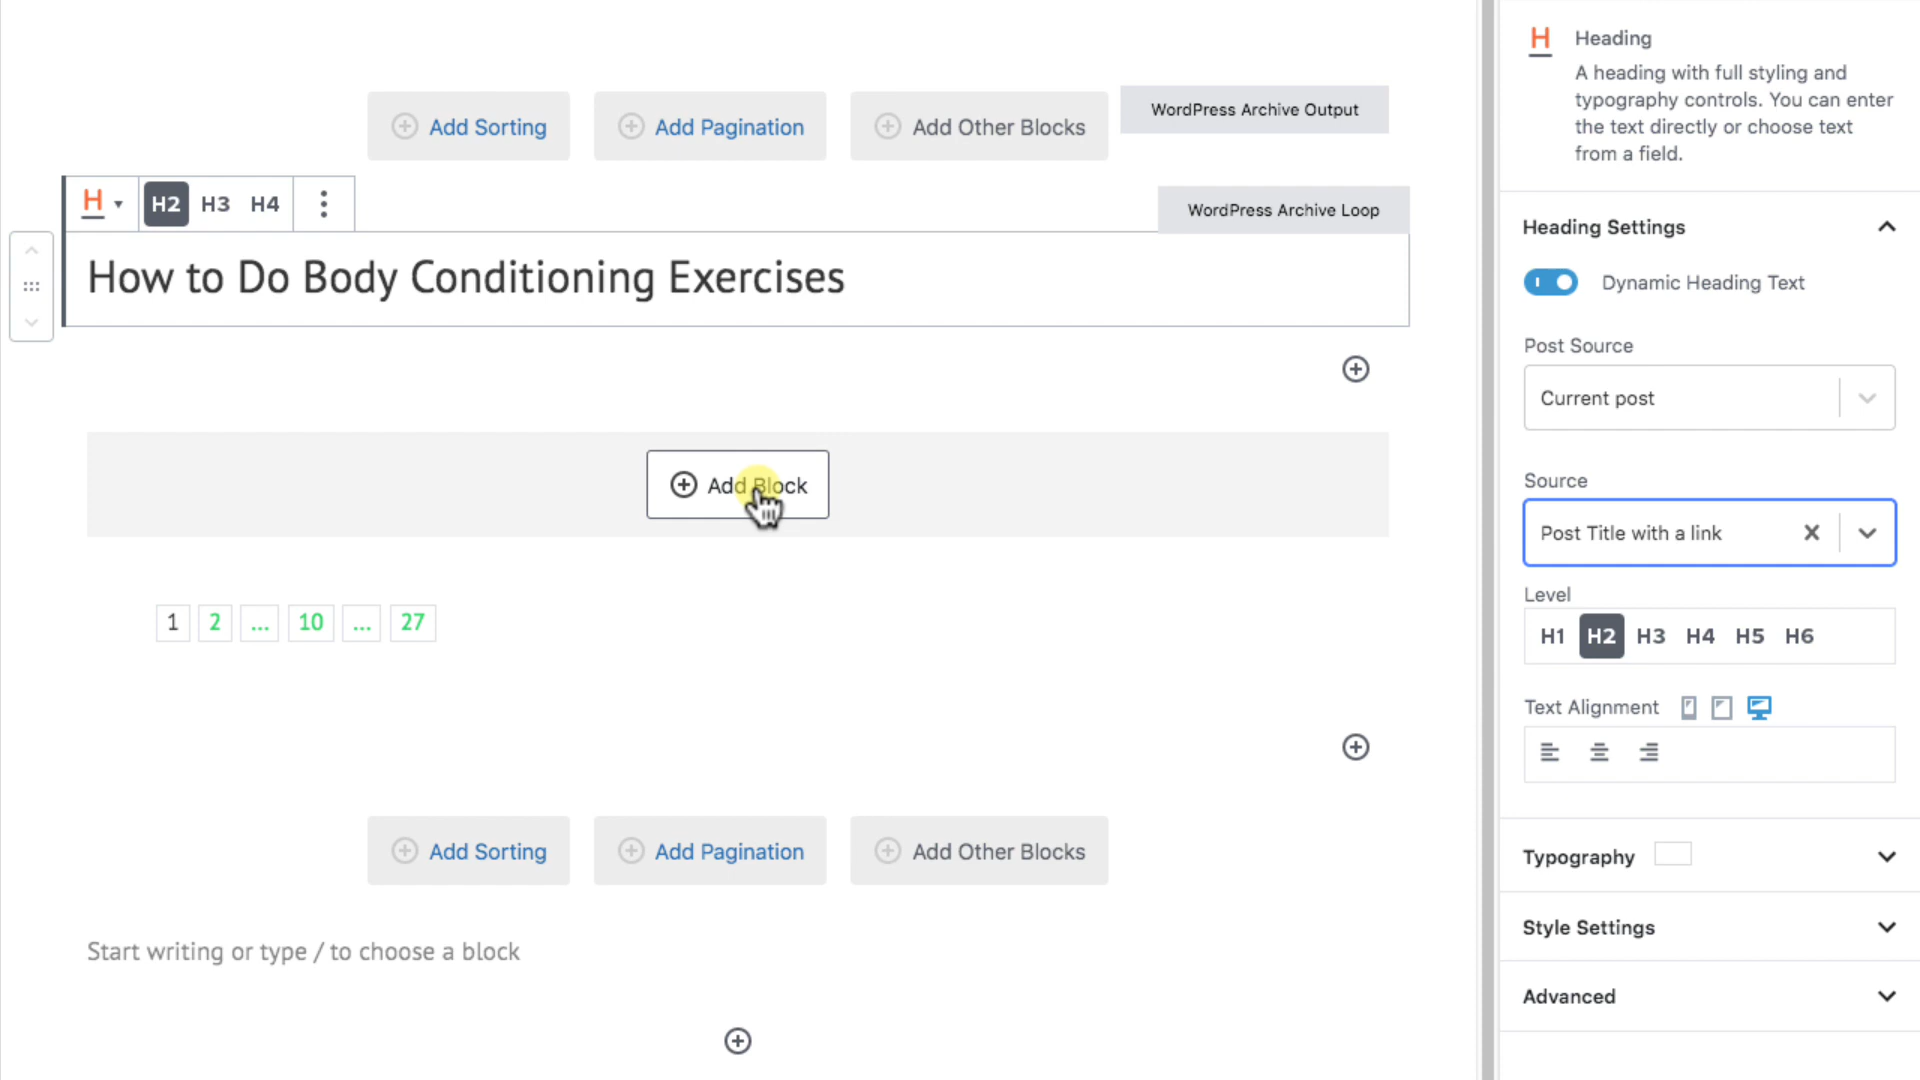 Add Sorting
Add Pagination
Add Other Blocks
WordPress Archive Output
H
H2
H3
H4
WordPress Archive Loop
How to Do Body Conditioning Exercises
Add Block
1
2
...
10
...
27
Add Sorting
Add Pagination
Add Other Blocks
Start writing or type / to choose a block
H
Heading
A heading with full styling and
typography controls. You can enter
the text directly or choose text
from a field.
Heading Settings
Dynamic Heading Text
Post Source
Current post
Source
Post Title with a link
Level
H1
H2
H3
H4
H5
H6
Text Alignment
Typography
Style Settings
Advanced